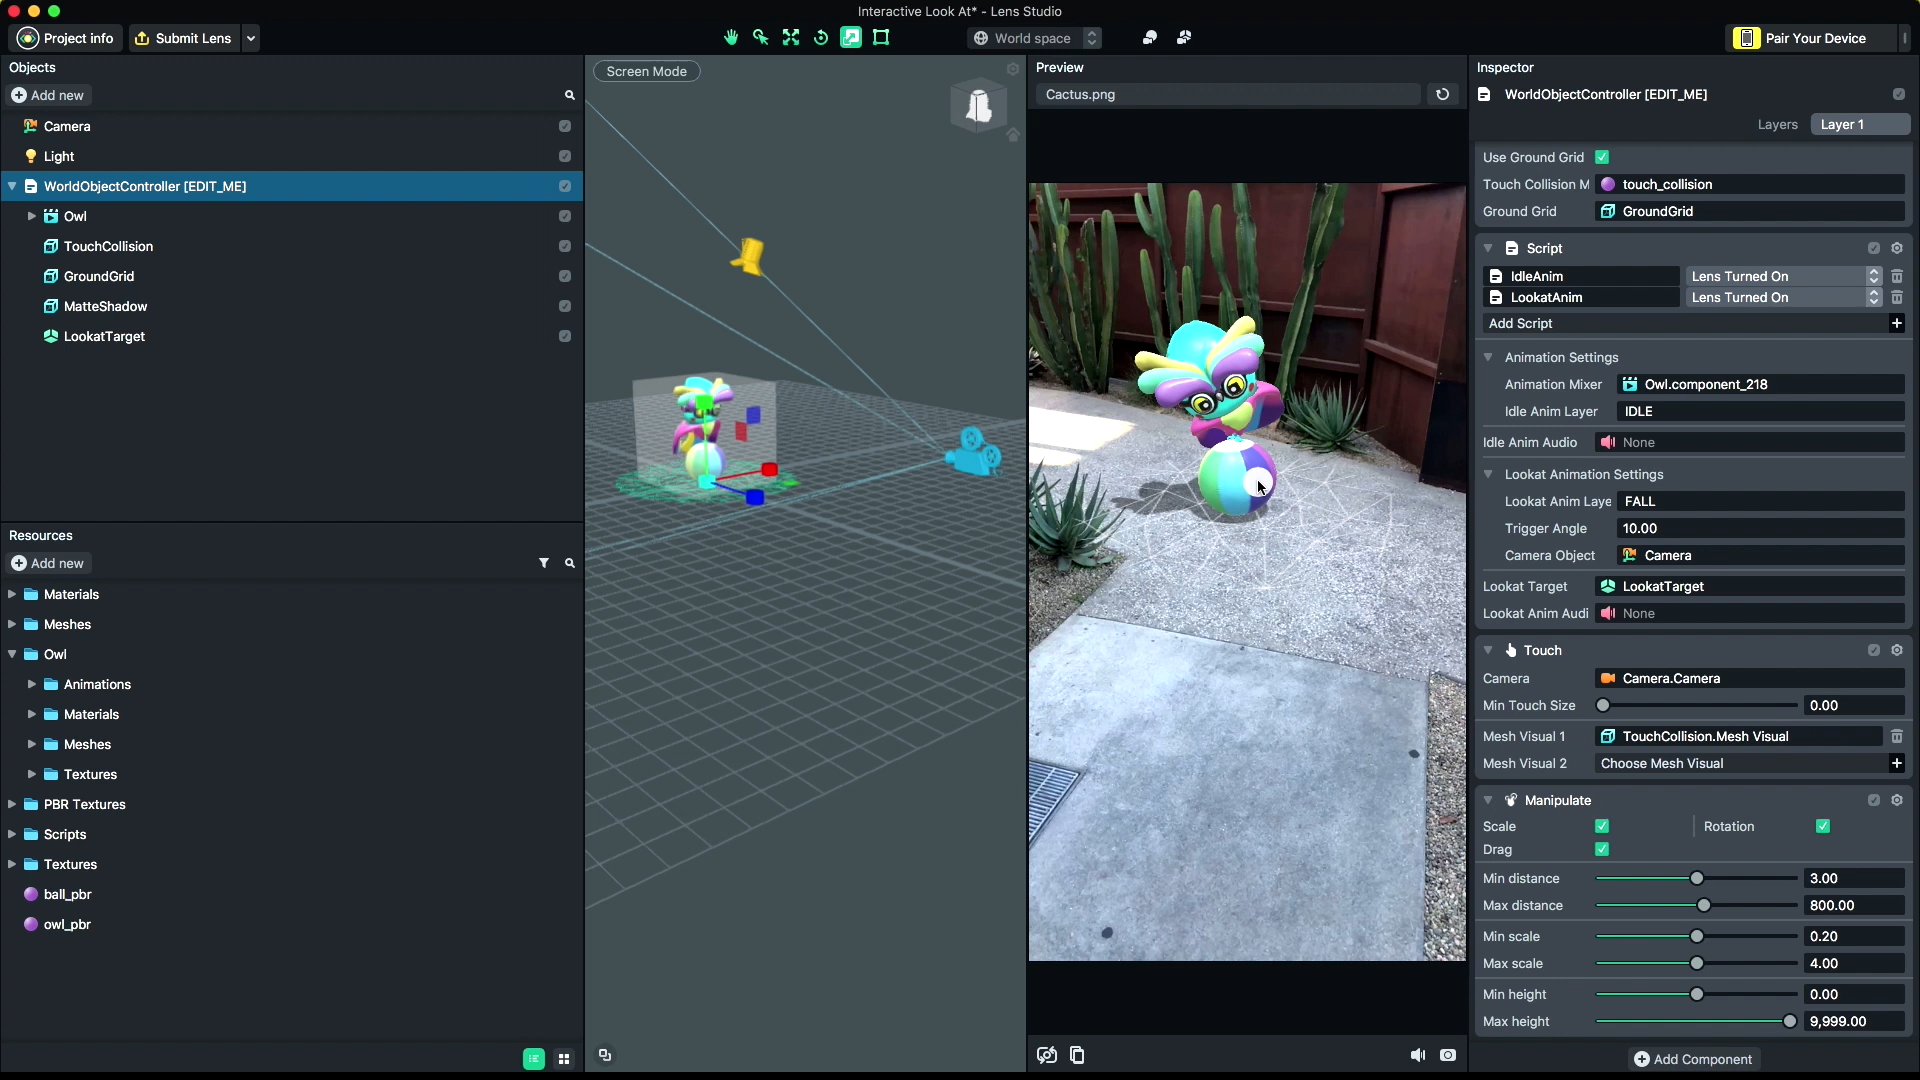 Interactive Look At* - Lens Studio
Project info
Submit Lens
World space
Pair Your Device
Objects
Add new
Camera
Light
WorldObjectController [EDIT_ME]
Owl
TouchCollision
GroundGrid
MatteShadow
LookatTarget
Resources
Add new
Materials
Meshes
Owl
Animations
Materials
Meshes
Textures
PBR Textures
Scripts
Textures
ball_pbr
owl_pbr
Screen Mode
Preview
Cactus.png
Inspector
WorldObjectController [EDIT_ME]
Layers Layer 1
Use Ground Grid
Touch Collision M touch_collision
Ground Grid GroundGrid
Script
IdleAnim Lens Turned On
LookatAnim Lens Turned On
Add Script
Animation Settings
Animation Mixer Owl.component_218
Idle Anim Layer IDLE
Idle Anim Audio None
Lookat Animation Settings
Lookat Anim Laye FALL
Trigger Angle 10.00
Camera Object Camera
Lookat Target LookatTarget
Lookat Anim Audi None
Touch
Camera Camera.Camera
Min Touch Size 0.00
Mesh Visual 1 TouchCollision.Mesh Visual
Mesh Visual 2 Choose Mesh Visual
Manipulate
Scale Rotation
Drag
Min distance 3.00
Max distance 800.00
Min scale 0.20
Max scale 4.00
Min height 0.00
Max height 9,999.00
Add Component